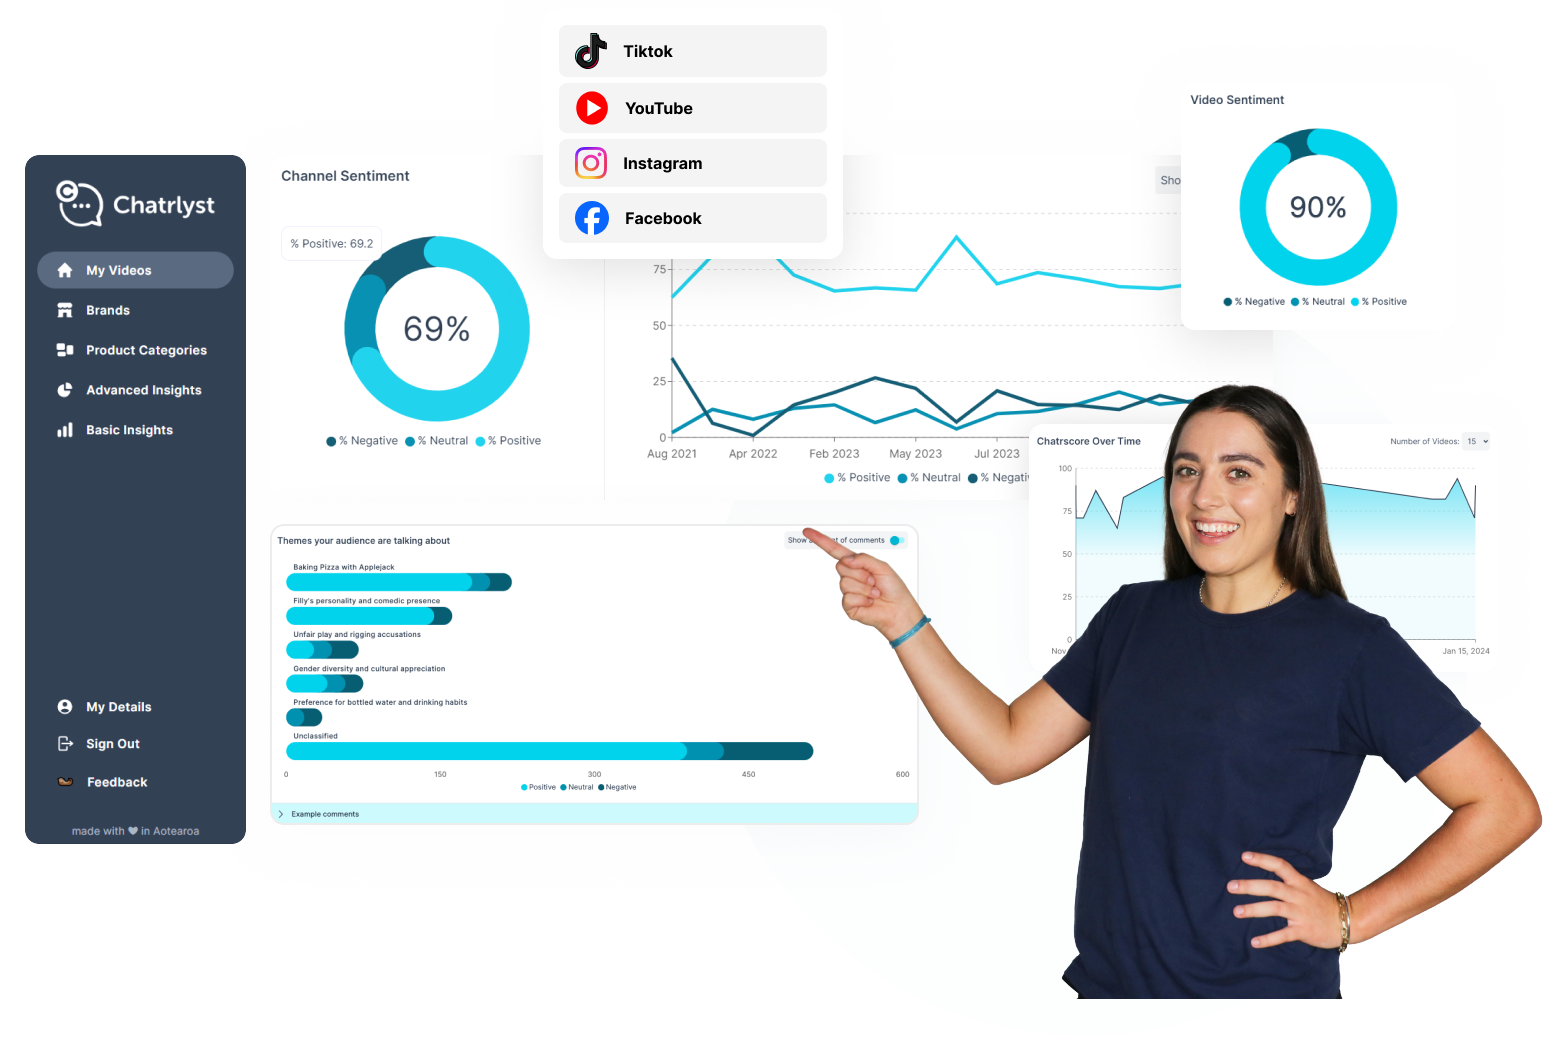 Tiktok
YouTube
Instagram
Facebook
Chatrlyst
My Videos
Brands
Product Categories
Advanced Insights
Basic Insights
My Details
Sign Out
Feedback
made with in Aotearoa
Channel Sentiment
% Positive: 69.2
69%
% Negative % Neutral % Positive
75
50
25
0
Aug 2021 Apr 2022 Feb 2023 May 2023 Jul 2023
% Positive % Neutral
Video Sentiment
90%
% Negative % Neutral % Positive
Chatrscore Over Time
Number of Videos: 15
100
75
50
25
0
Nov
Jan 15, 2024
Themes your audience are talking about
Show of comments
Baking Pizza with Applejack
Filly's personality and comedic presence
Unfair play and rigging accusations
Gender diversity and cultural appreciation
Preference for bottled water and drinking habits
Unclassified
0 150 300 450 600
Positive Neutral Negative
Example comments